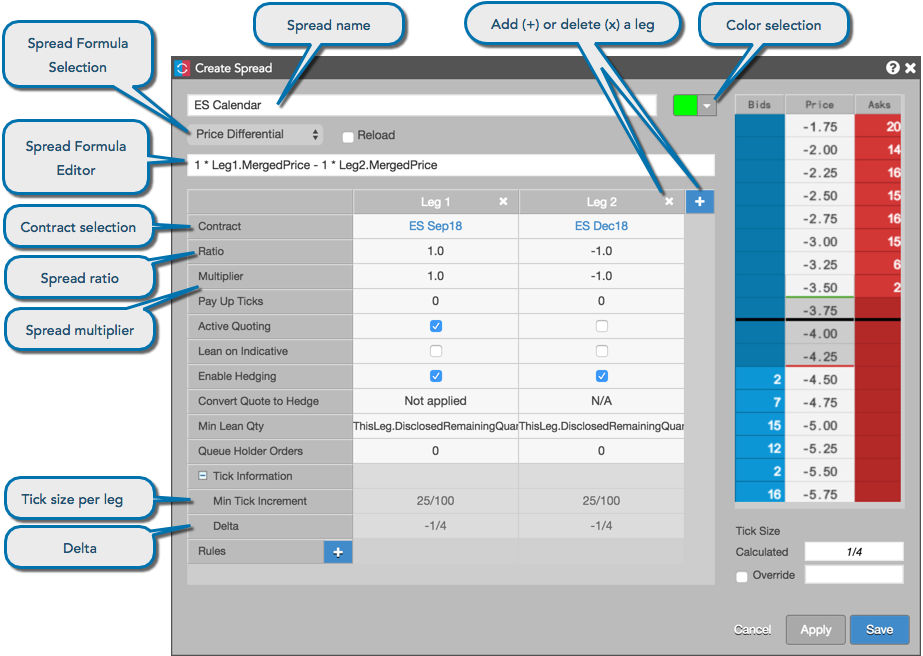 Spread name
Add (+) or delete (x) a leg
Color selection
Spread Formula
Selection
Create Spread
ES Calendar
Price Differential
Reload
Spread Formula
Editor
1 * Leg1.MergedPrice - 1 * Leg2.MergedPrice
Leg 1 × Leg 2 × +
Contract selection
Contract ES Sep18 ES Dec18
Ratio 1.0 -1.0
Spread ratio
Multiplier 1.0 -1.0
Spread multiplier
Pay Up Ticks 0 0
Active Quoting
Lean on Indicative
Enable Hedging
Convert Quote to Hedge Not applied N/A
Min Lean Qty ThisLeg.DisclosedRemainingQuar ThisLeg.DisclosedRemainingQuar
Queue Holder Orders 0 0
Tick Information
Tick size per leg
Min Tick Increment 25/100 25/100
Delta
Delta -1/4 -1/4
Rules +
Bids Price Asks
-1.75 20
-2.00 14
-2.25 16
-2.50 15
-2.75 16
-3.00 15
-3.25 6
-3.50 2
-3.75
-4.00
-4.25
2 -4.50
7 -4.75
15 -5.00
12 -5.25
2 -5.50
16 -5.75
Tick Size
Calculated 1/4
Override
Cancel Apply Save